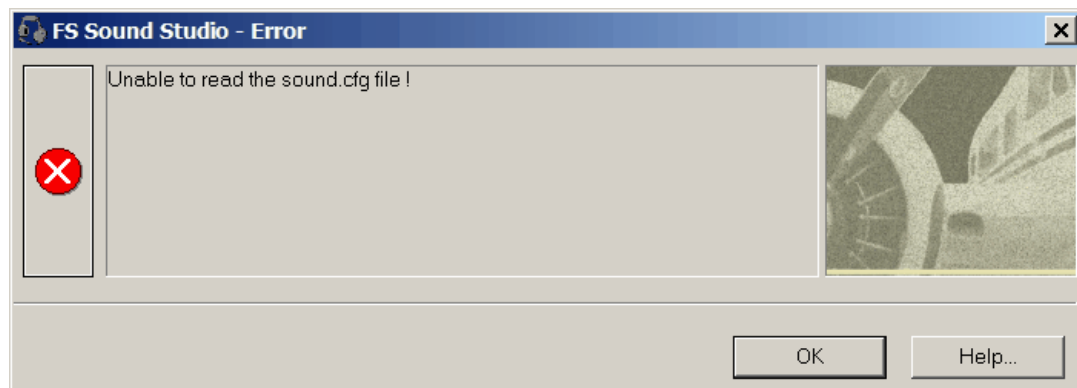 FS Sound Studio - Error
Unable to read the sound.cfg file !
OK
Help...